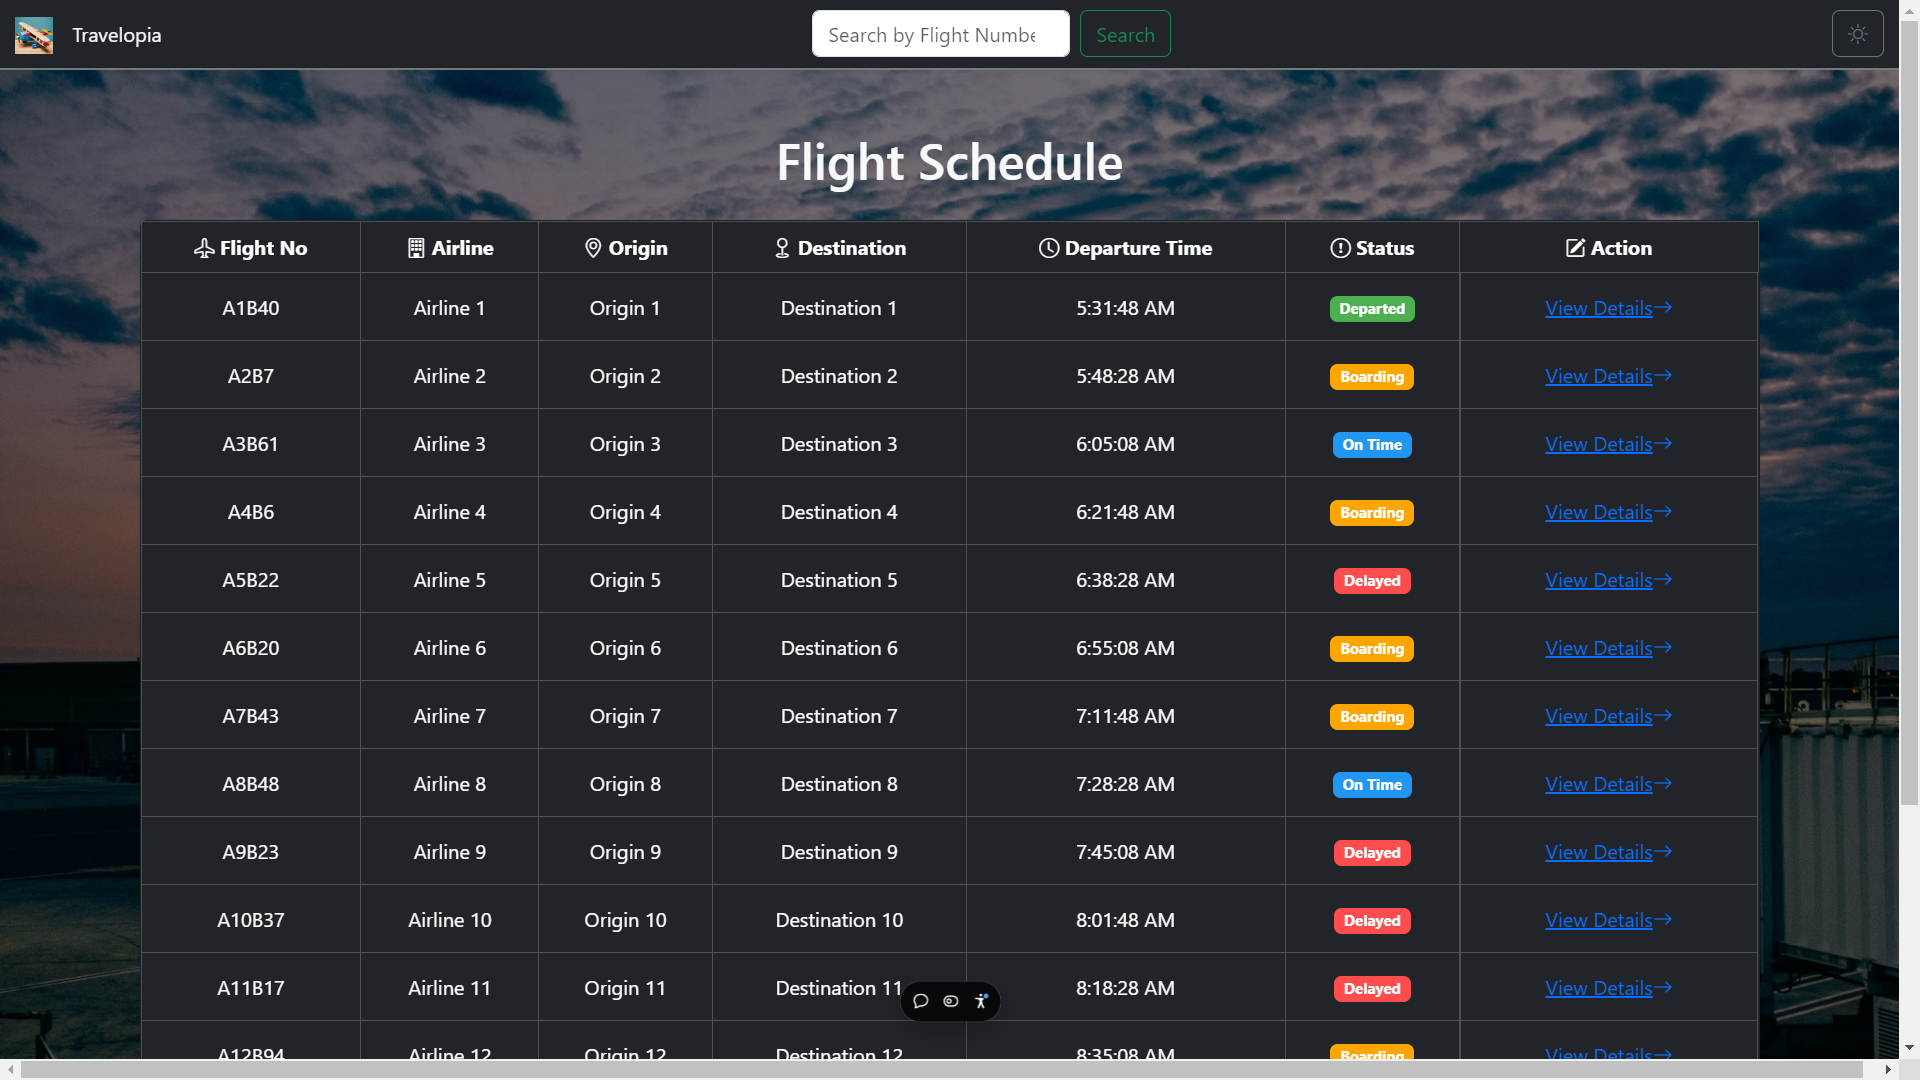 Travelopia
Search by Flight Numbe
Search
Flight Schedule
Flight No Airline Origin Destination Departure Time Status Action
A1B40 Airline 1 Origin 1 Destination 1 5:31:48 AM Departed View Details
A2B7 Airline 2 Origin 2 Destination 2 5:48:28 AM Boarding View Details
A3B61 Airline 3 Origin 3 Destination 3 6:05:08 AM On Time View Details
A4B6 Airline 4 Origin 4 Destination 4 6:21:48 AM Boarding View Details
A5B22 Airline 5 Origin 5 Destination 5 6:38:28 AM Delayed View Details
A6B20 Airline 6 Origin 6 Destination 6 6:55:08 AM Boarding View Details
A7B43 Airline 7 Origin 7 Destination 7 7:11:48 AM Boarding View Details
A8B48 Airline 8 Origin 8 Destination 8 7:28:28 AM On Time View Details
A9B23 Airline 9 Origin 9 Destination 9 7:45:08 AM Delayed View Details
A10B37 Airline 10 Origin 10 Destination 10 8:01:48 AM Delayed View Details
A11B17 Airline 11 Origin 11 Destination 11 8:18:28 AM Delayed View Details
A12B94 Airline 12 Origin 12 Destination 12 8:35:08 AM Boarding View Details